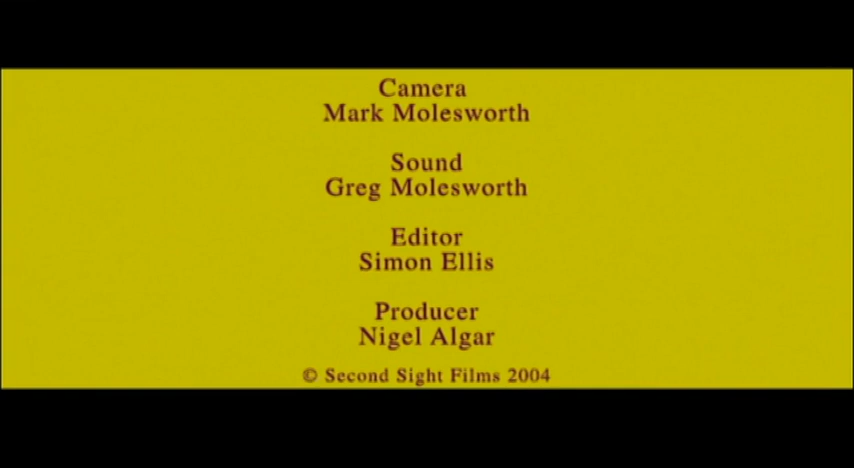 Camera
Mark Molesworth
Sound
Greg Molesworth
Editor
Simon Ellis
Producer
Nigel Algar
© Second Sight Films 2004